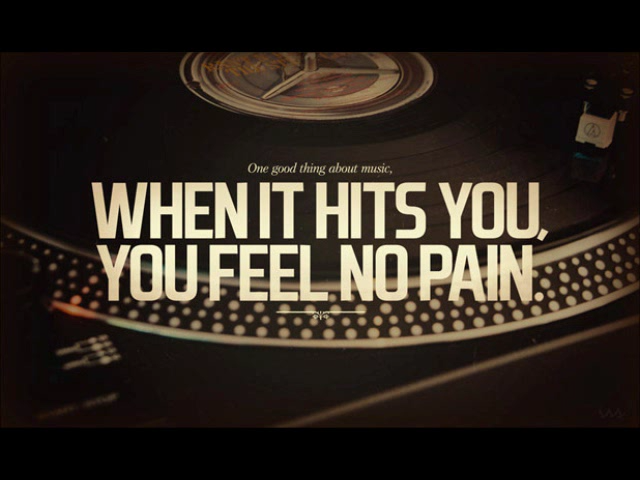 One good thing about music,
WHEN IT HITS YOU,
YOU FEEL NO PAIN.